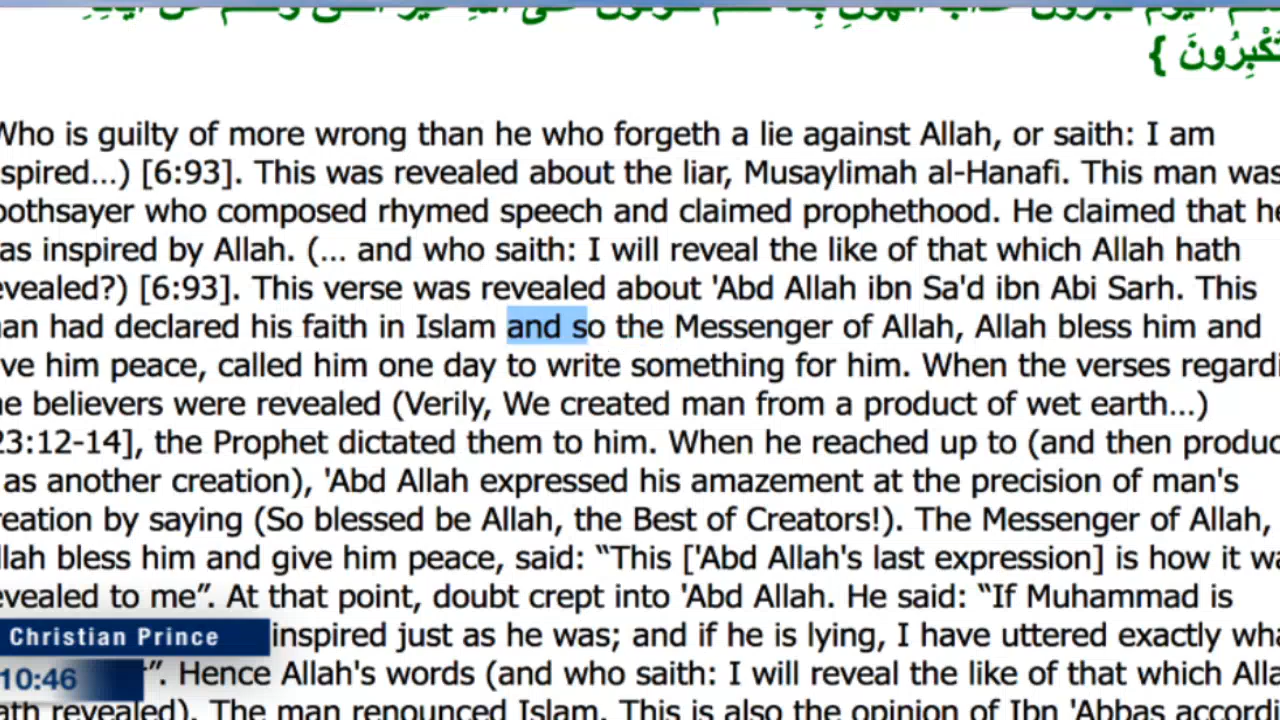 تَكْبِرُونَ }
Who is guilty of more wrong than he who forgeth a lie against Allah, or saith: I am
spired...) [6:93]. This was revealed about the liar, Musaylimah al-Hanafi. This man was
oothsayer who composed rhymed speech and claimed prophethood. He claimed that he
as inspired by Allah. (... and who saith: I will reveal the like of that which Allah hath
evealed?) [6:93]. This verse was revealed about 'Abd Allah ibn Sa'd ibn Abi Sarh. This
an had declared his faith in Islam and so the Messenger of Allah, Allah bless him and
ve him peace, called him one day to write something for him. When the verses regardi
e believers were revealed (Verily, We created man from a product of wet earth...)
23:12-14], the Prophet dictated them to him. When he reached up to (and then produc
as another creation), 'Abd Allah expressed his amazement at the precision of man's
reation by saying (So blessed be Allah, the Best of Creators!). The Messenger of Allah,
llah bless him and give him peace, said: “This ['Abd Allah's last expression] is how it wa
evealed to me”. At that point, doubt crept into 'Abd Allah. He said: “If Muhammad is
Christian Prince inspired just as he was; and if he is lying, I have uttered exactly wha
10:46 ”. Hence Allah's words (and who saith: I will reveal the like of that which Alla
ath revealed). The man renounced Islam. This is also the opinion of Ibn 'Abbas accordi